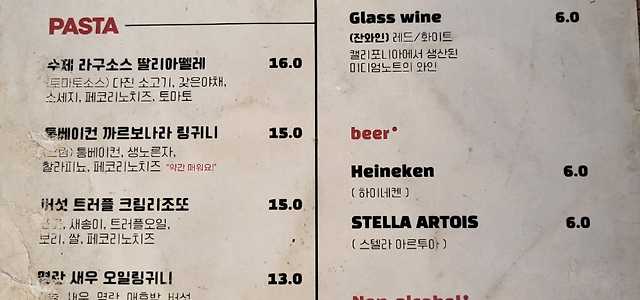 PASTA
수제 라구소스 딸리아뗄레 16.0
(토마토소스) 다진 소고기, 갖은야채,
소세지, 페코리노치즈, 토마토
통베이컨 까르보나라 링귀니 15.0
통베이컨, 생노른자,
할라피뇨, 페코리노치즈 "약간 매워요!"
버섯 트러플 크림리조또 15.0
새송이, 트러플오일,
보리, 쌀, 페코리노치즈
명란 새우 오일링귀니 13.0
새우, 명란, 애호박, 버섯
Glass wine 6.0
(잔와인) 레드/화이트
캘리포니아에서 생산된
미디엄노트의 와인
beer
Heineken 6.0
( 하이네켄 )
STELLA ARTOIS 6.0
( 스텔라 아르투아 )
Non alcohol